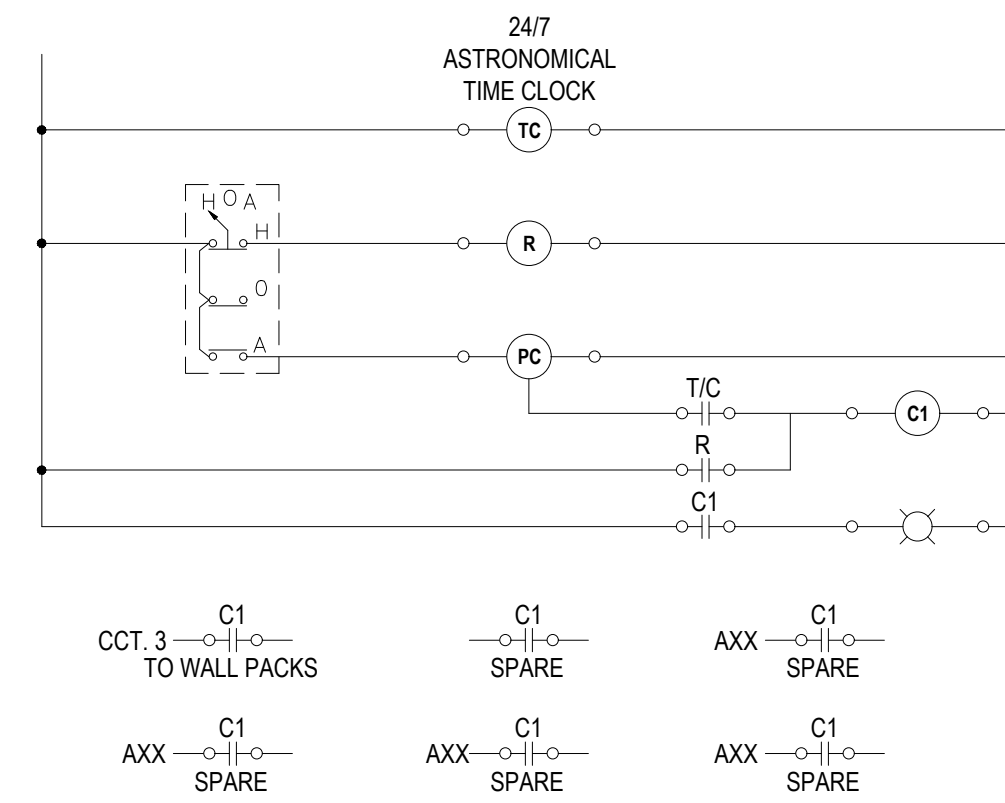 24/7
ASTRONOMICAL
TIME CLOCK
TC
H O A
H
R
O
A
PC
T/C
C1
R
C1
C1
CCT. 3
TO WALL PACKS
C1
SPARE
C1
AXX
SPARE
C1
AXX
SPARE
C1
AXX
SPARE
C1
AXX
SPARE